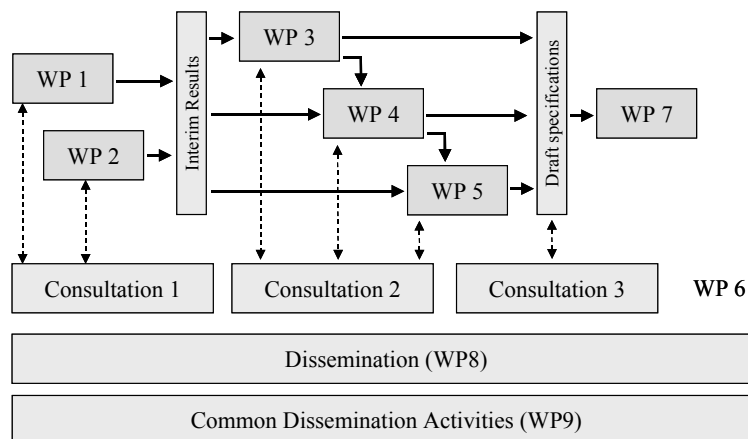 WP 3
WP 1
Interim Results
WP 4
Draft specifications
WP 7
WP 2
WP 5
Consultation 1
Consultation 2
Consultation 3
WP 6
Dissemination (WP8)
Common Dissemination Activities (WP9)